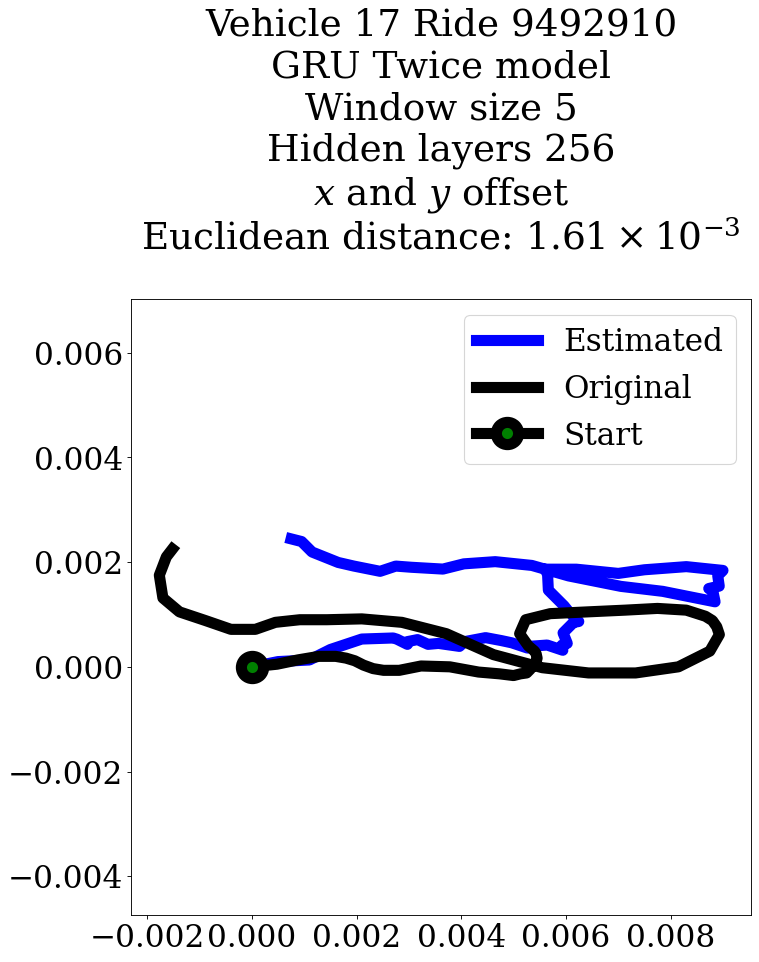 Vehicle 17 Ride 9492910
GRU Twice model
Window size 5
Hidden layers 256
x and y offset
Euclidean distance: 1.61 × 10⁻³
Estimated
Original
Start
0.006
0.004
0.002
0.000
−0.002
−0.004
−0.002 0.000 0.002 0.004 0.006 0.008